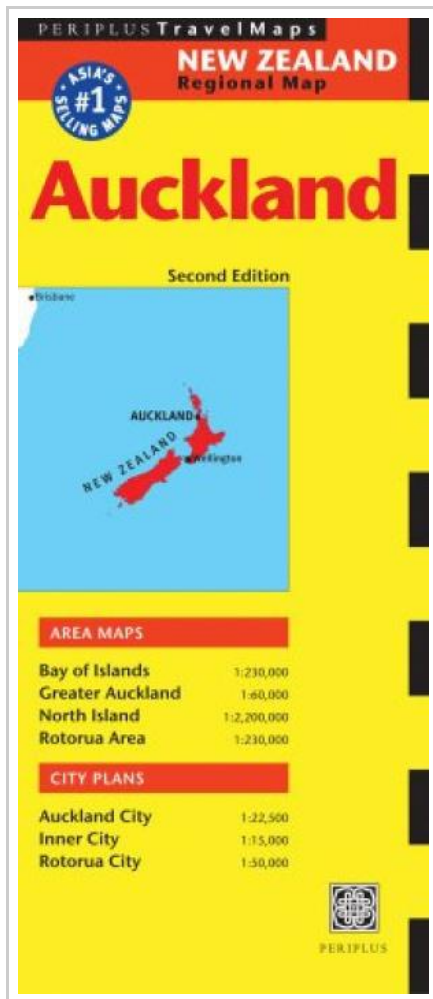 PERIPLUS TravelMaps
NEW ZEALAND
Regional Map
ASIA'S
#1
SELLING MAPS
Auckland
Second Edition
Brisbane
AUCKLAND
NEW ZEALAND
Wellington
AREA MAPS
Bay of Islands 1:230,000
Greater Auckland 1:60,000
North Island 1:2,200,000
Rotorua Area 1:230,000
CITY PLANS
Auckland City 1:22,500
Inner City 1:15,000
Rotorua City 1:50,000
PERIPLUS